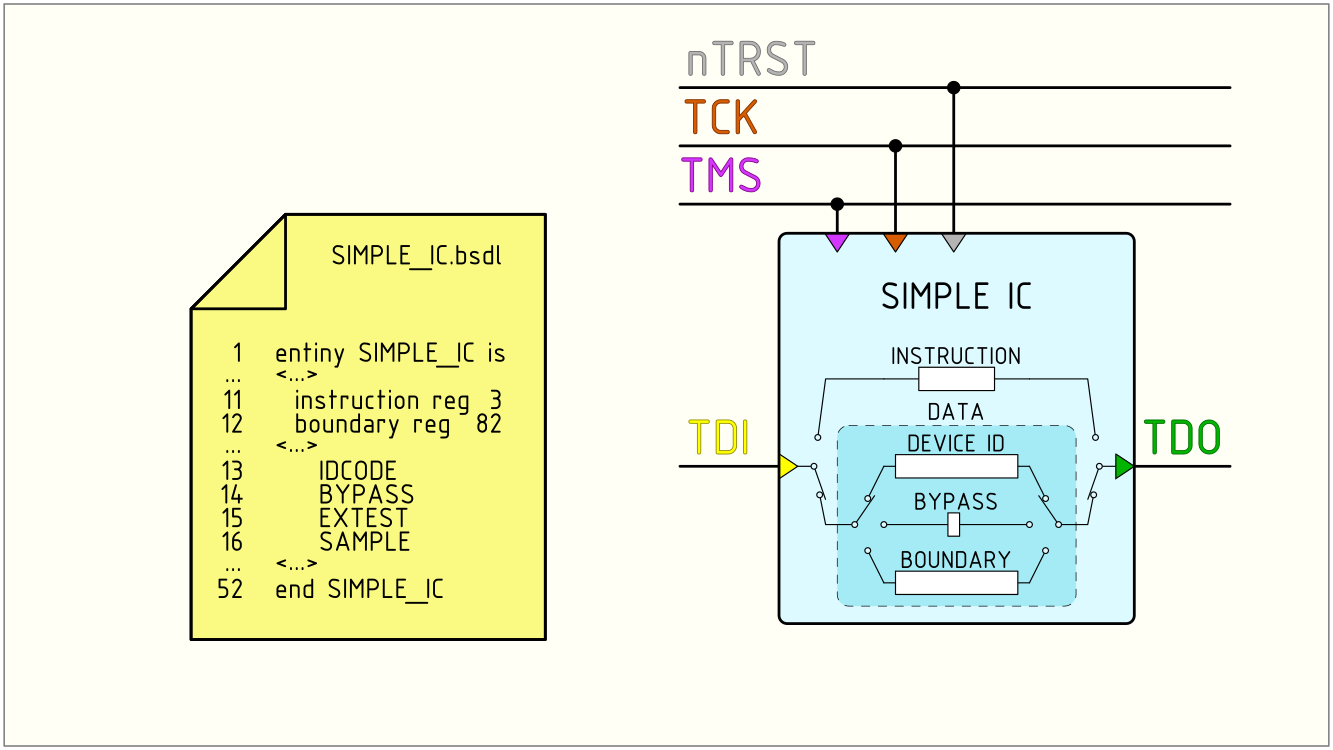 nTRST
TCK
TMS
SIMPLE_IC.bsdl
1 entiny SIMPLE_IC is
... <...>
11 instruction reg 3
12 boundary reg 82
... <...>
13 IDCODE
14 BYPASS
15 EXTEST
16 SAMPLE
... <...>
52 end SIMPLE_IC
SIMPLE IC
INSTRUCTION
DATA
TDI
DEVICE ID
TDO
BYPASS
BOUNDARY